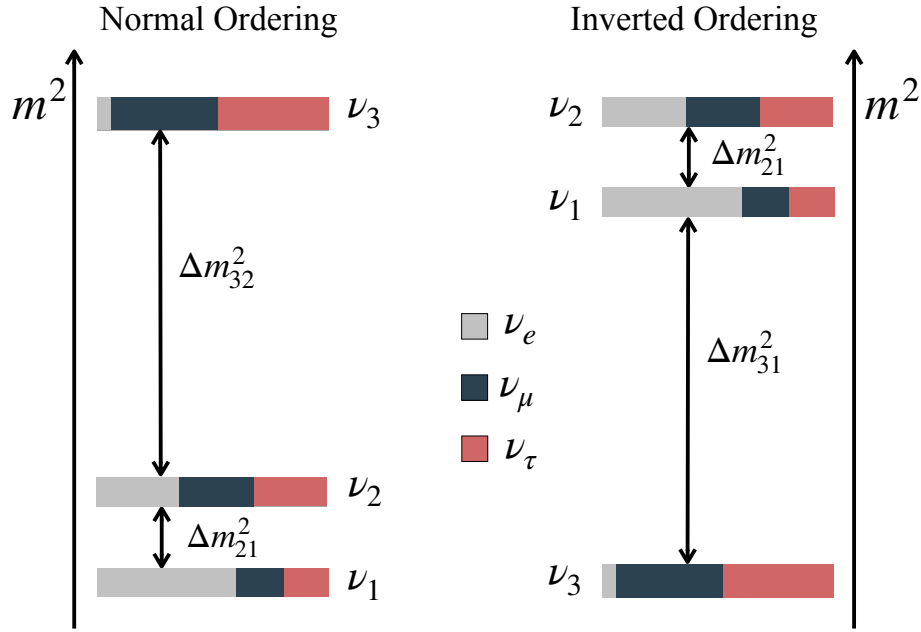 Normal Ordering
m²
ν₃
Δm²₃₂
ν₂
Δm²₂₁
ν₁
ν_e
ν_μ
ν_τ
Inverted Ordering
m²
ν₂
Δm²₂₁
ν₁
Δm²₃₁
ν₃